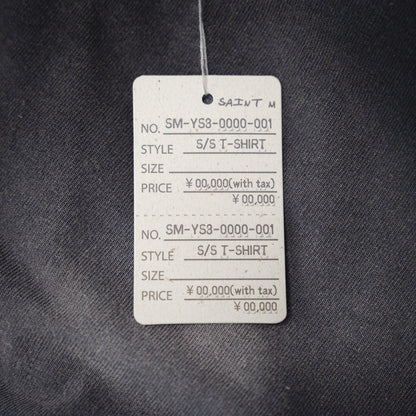 SAINT M
NO. SM-YS3-0000-001
STYLE S/S T-SHIRT
SIZE
PRICE ¥00,000(with tax)
¥00,000
NO. SM-YS3-0000-001
STYLE S/S T-SHIRT
SIZE
PRICE ¥00,000(with tax)
¥00,000